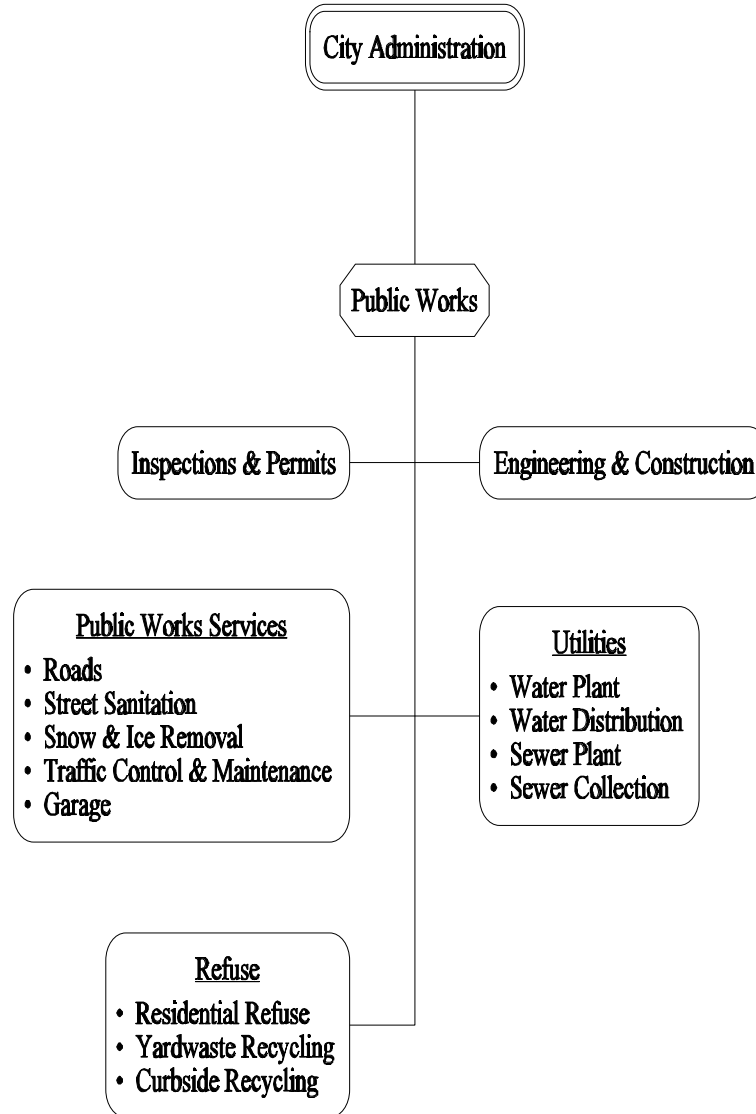 City Administration
Public Works
Inspections & Permits
Engineering & Construction
Public Works Services
• Roads
• Street Sanitation
• Snow & Ice Removal
• Traffic Control & Maintenance
• Garage
Utilities
• Water Plant
• Water Distribution
• Sewer Plant
• Sewer Collection
Refuse
• Residential Refuse
• Yardwaste Recycling
• Curbside Recycling